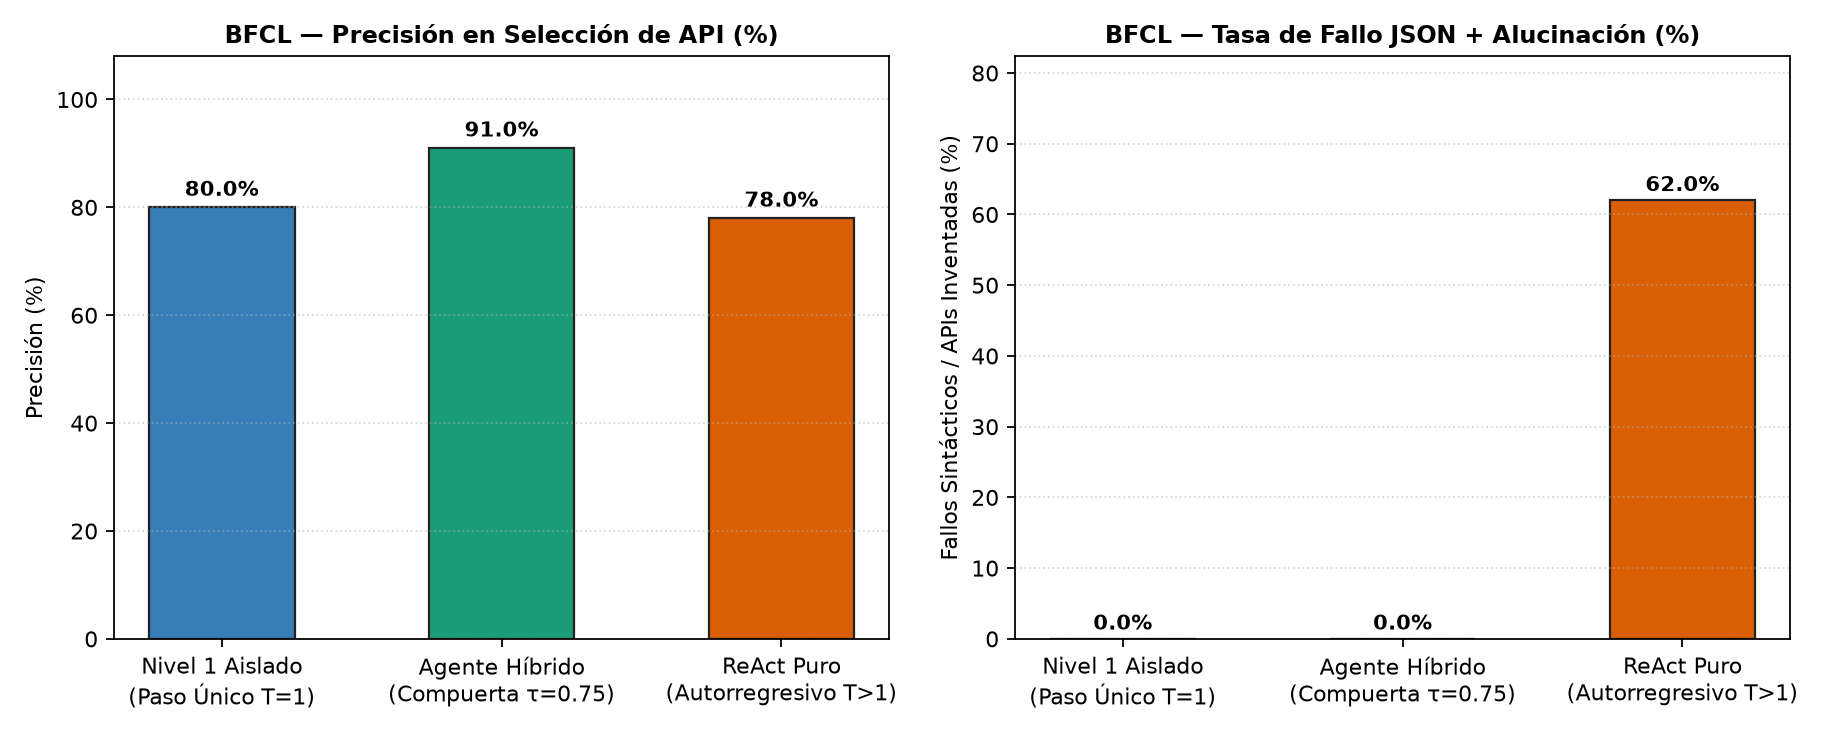 BFCL — Precisión en Selección de API (%)
Precisión (%)
100
80
60
40
20
0
80.0%
91.0%
78.0%
Nivel 1 Aislado
(Paso Único T=1)
Agente Híbrido
(Compuerta τ=0.75)
ReAct Puro
(Autorregresivo T>1)
BFCL — Tasa de Fallo JSON + Alucinación (%)
Fallos Sintácticos / APIs Inventadas (%)
80
70
60
50
40
30
20
10
0
0.0%
0.0%
62.0%
Nivel 1 Aislado
(Paso Único T=1)
Agente Híbrido
(Compuerta τ=0.75)
ReAct Puro
(Autorregresivo T>1)